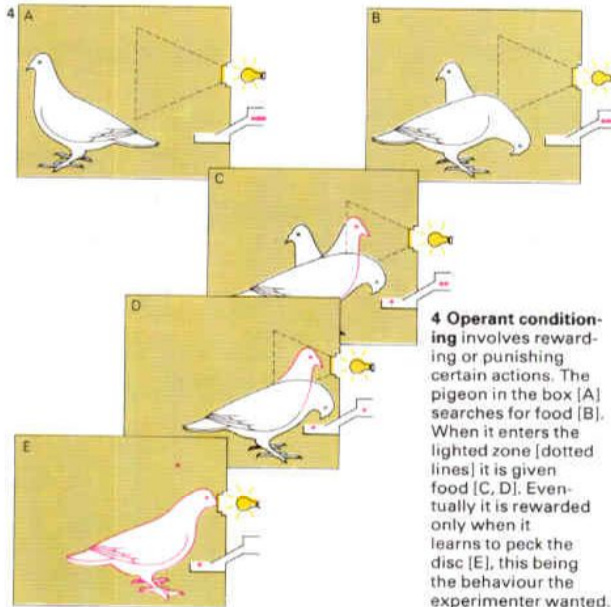 4
A
B
C
D
E
4 Operant condition-
ing involves reward-
ing or punishing
certain actions. The
pigeon in the box [A]
searches for food [B].
When it enters the
lighted zone [dotted
lines] it is given
food [C, D]. Even-
tually it is rewarded
only when it
learns to peck the
disc [E], this being
the behaviour the
experimenter wanted.